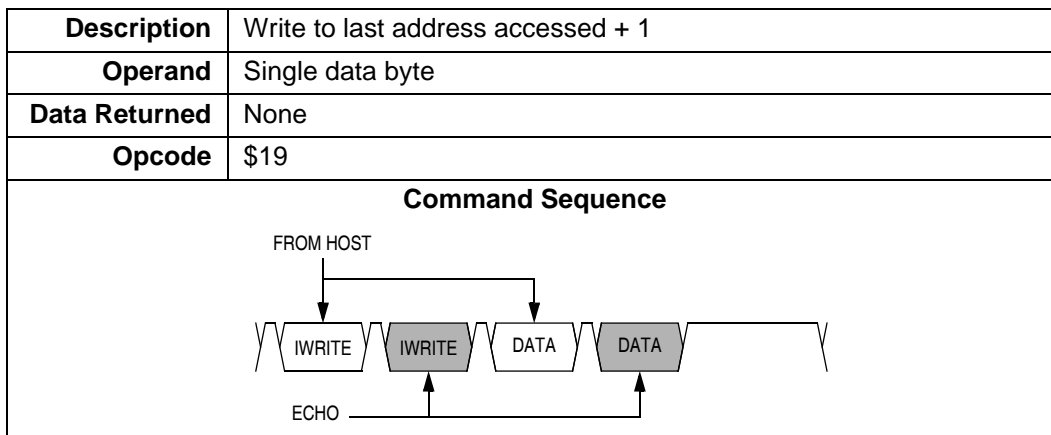 Description Write to last address accessed + 1
Operand Single data byte
Data Returned None
Opcode $19
Command Sequence
FROM HOST
IWRITE IWRITE DATA DATA
ECHO